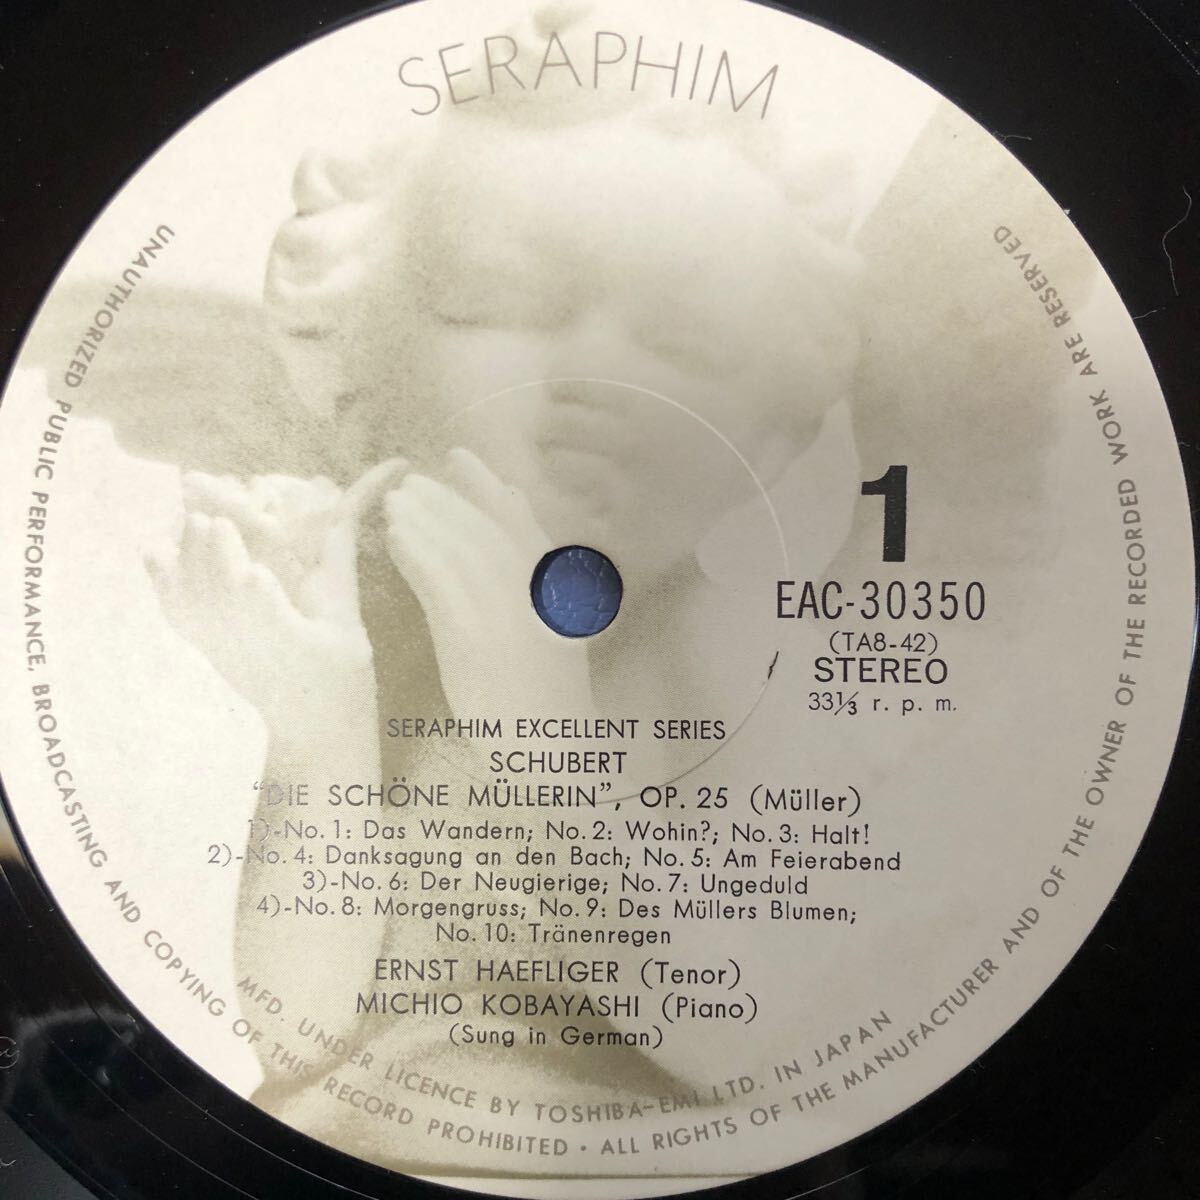 SERAPHIM
1
EAC-30350
(TA8-42)
STEREO
33⅓ r. p. m.
SERAPHIM EXCELLENT SERIES
SCHUBERT
“DIE SCHÖNE MÜLLERIN”, OP. 25 (Müller)
1)-No. 1: Das Wandern; No. 2: Wohin?; No. 3: Halt!
2)-No. 4: Danksagung an den Bach; No. 5: Am Feierabend
3)-No. 6: Der Neugierige; No. 7: Ungeduld
4)-No. 8: Morgengruss; No. 9: Des Müllers Blumen;
No. 10: Tränenregen
ERNST HAEFLIGER (Tenor)
MICHIO KOBAYASHI (Piano)
(Sung in German)
MFD. UNDER LICENCE BY TOSHIBA-EMI LTD. IN JAPAN
UNAUTHORIZED PUBLIC PERFORMANCE, BROADCASTING AND COPYING OF THIS RECORD PROHIBITED · ALL RIGHTS OF THE MANUFACTURER AND OF THE OWNER OF THE RECORDED WORK ARE RESERVED